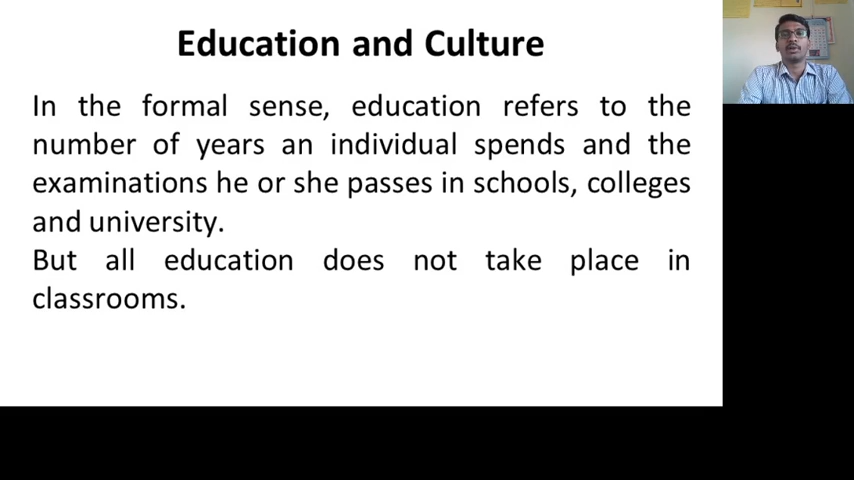 Education and Culture
In the formal sense, education refers to the
number of years an individual spends and the
examinations he or she passes in schools, colleges
and university.
But all education does not take place in
classrooms.